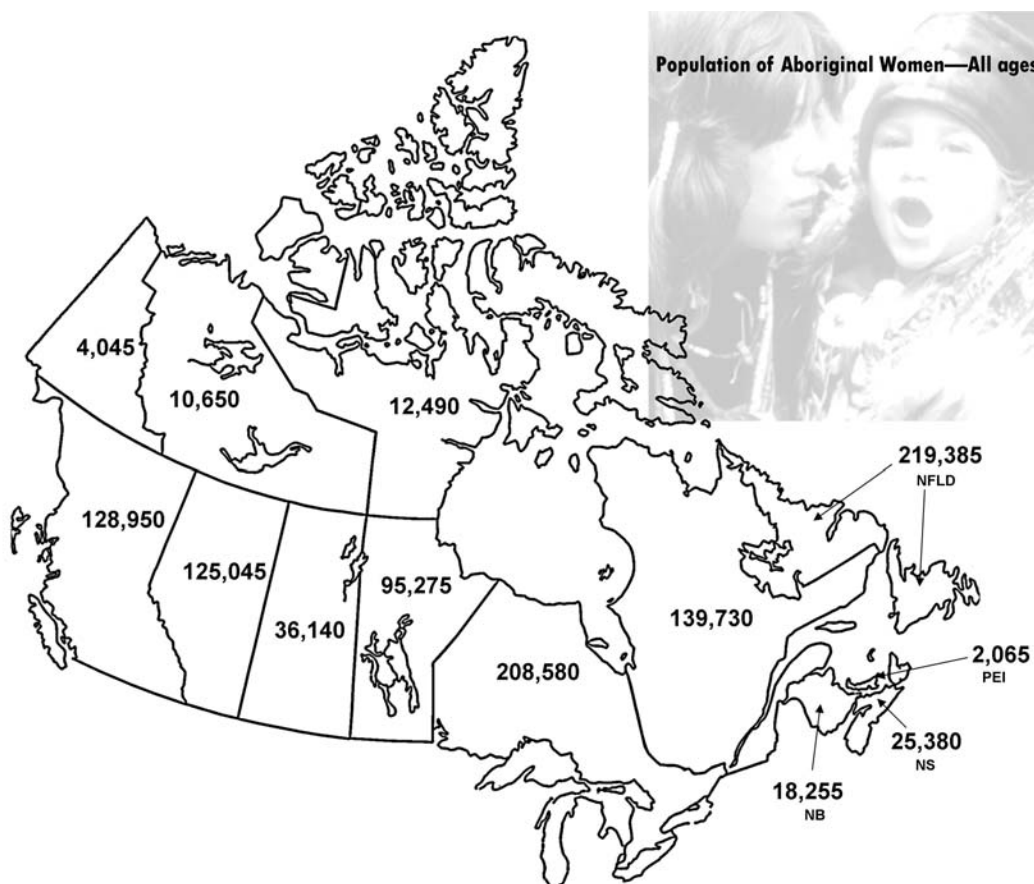 Population of Aboriginal Women—All ages
4,045
10,650
12,490
219,385
NFLD
128,950
125,045
95,275
36,140
139,730
208,580
2,065
PEI
25,380
NS
18,255
NB